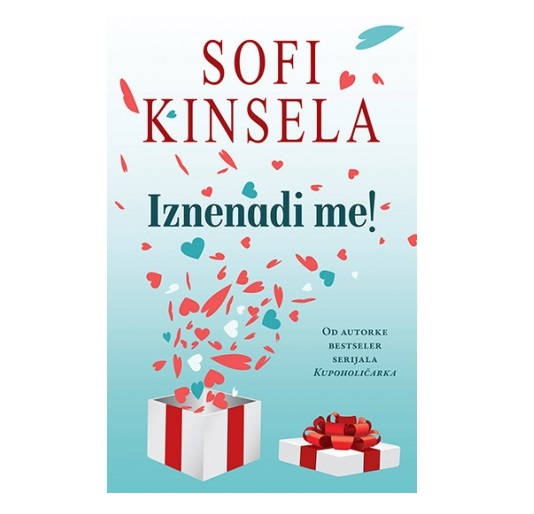 SOFI
KINSELA
Iznenadi me!
OD AUTORKE
BESTSELER
SERIJALA
KUPOHOLIČARKA